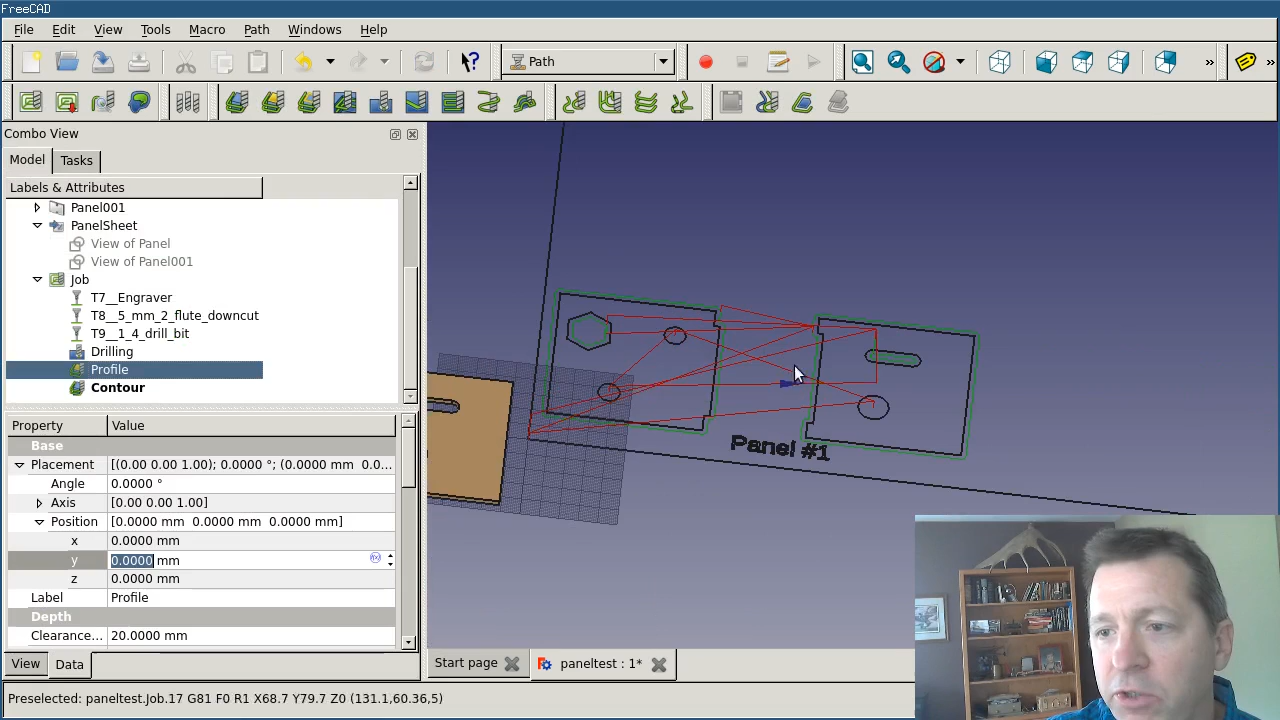 FreeCAD
File Edit View Tools Macro Path Windows Help
Path
Combo View
Model Tasks
Labels & Attributes
Panel001
PanelSheet
View of Panel
View of Panel001
Job
T7__Engraver
T8__5_mm_2_flute_downcut
T9__1_4_drill_bit
Drilling
Profile
Contour
Property Value
Base
Placement [(0.00 0.00 1.00); 0.0000 °; (0.0000 mm 0.0...
Angle 0.0000 °
Axis [0.00 0.00 1.00]
Position [0.0000 mm 0.0000 mm 0.0000 mm]
x 0.0000 mm
y 0.0000 mm
z 0.0000 mm
Label Profile
Depth
Clearance... 20.0000 mm
View Data
Panel #1
Start page paneltest : 1*
Preselected: paneltest.Job.17 G81 F0 R1 X68.7 Y79.7 Z0 (131.1,60.36,5)